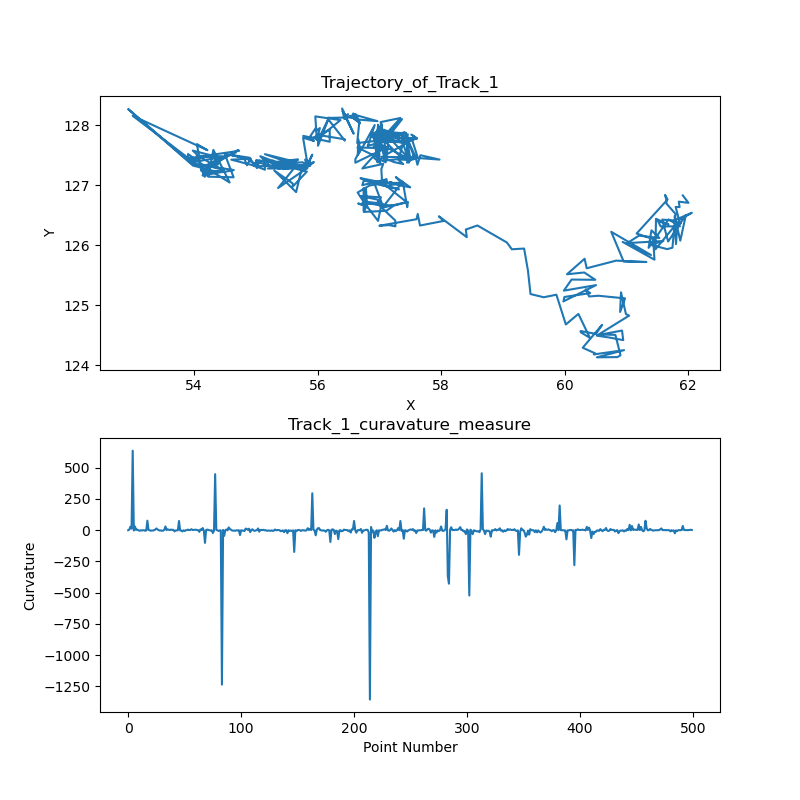 Trajectory_of_Track_1
128
127
126
125
124
Y
54 56 58 60 62
X
Track_1_curavature_measure
500
250
0
−250
−500
−750
−1000
−1250
Curvature
0 100 200 300 400 500
Point Number